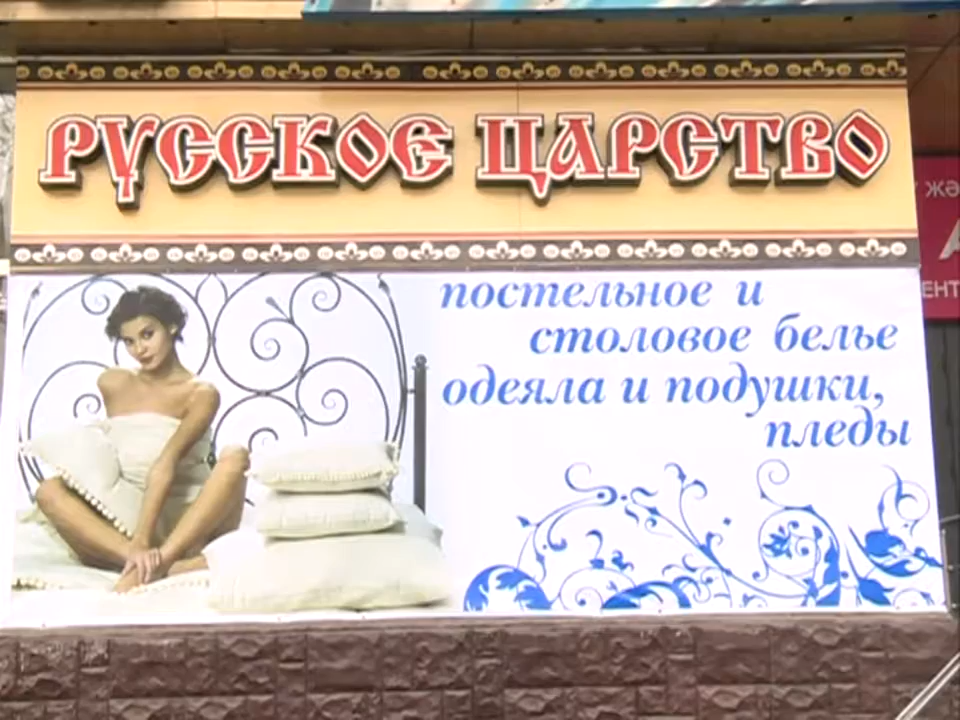 РУССКОЕ ЦАРСТВО
постельное и
столовое белье
одеяла и подушки,
пледы